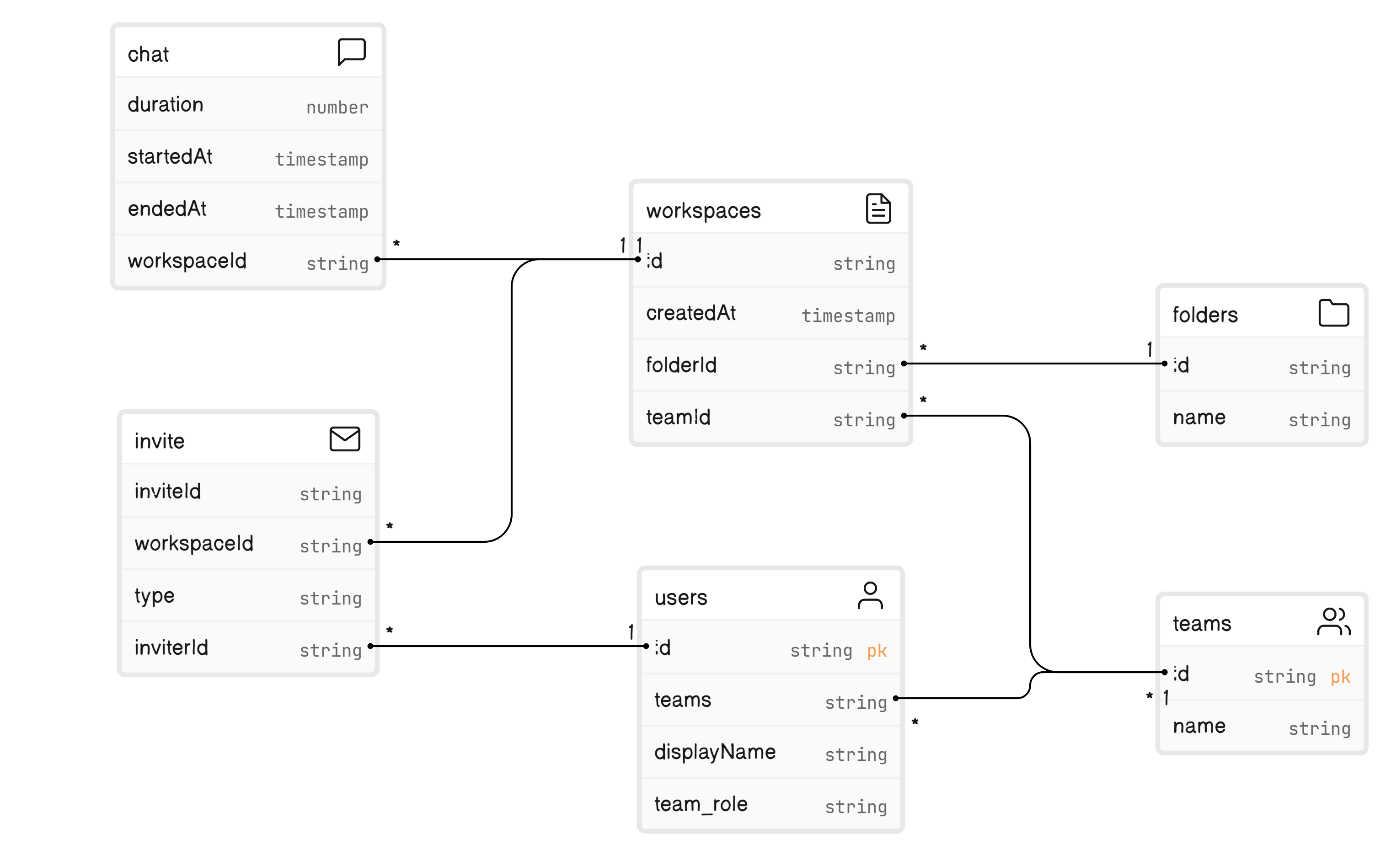 chat
duration number
startedAt timestamp
endedAt timestamp
workspaceId string
*
1 1
workspaces
id string
createdAt timestamp
folderId string
*
teamId string
*
1
folders
id string
name string
invite
inviteId string
workspaceId string
*
type string
inviterId string
*
1
users
id string pk
teams string
*
displayName string
team_role string
teams
id string pk
* 1
name string